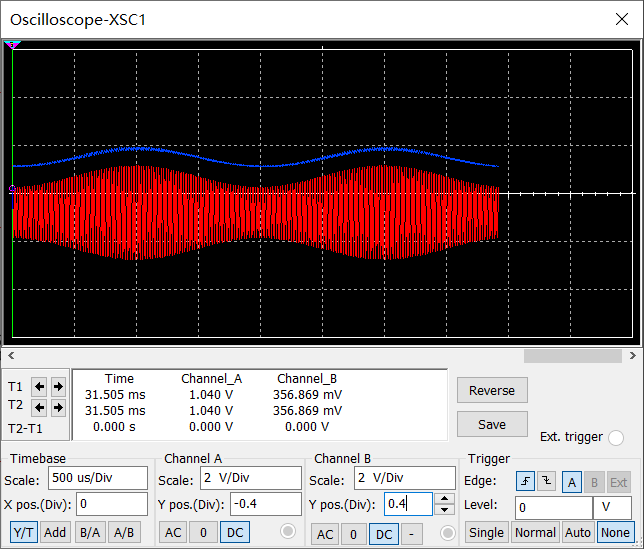 Oscilloscope-XSC1
T1
T2
T2-T1
Time Channel_A Channel_B
31.505 ms 1.040 V 356.869 mV
31.505 ms 1.040 V 356.869 mV
0.000 s 0.000 V 0.000 V
Reverse
Save
Ext. trigger
Timebase
Scale: 500 us/Div
X pos.(Div): 0
Y/T Add B/A A/B
Channel A
Scale: 2 V/Div
Y pos.(Div): -0.4
AC 0 DC
Channel B
Scale: 2 V/Div
Y pos.(Div): 0.4
AC 0 DC -
Trigger
Edge: A B Ext
Level: 0 V
Single Normal Auto None